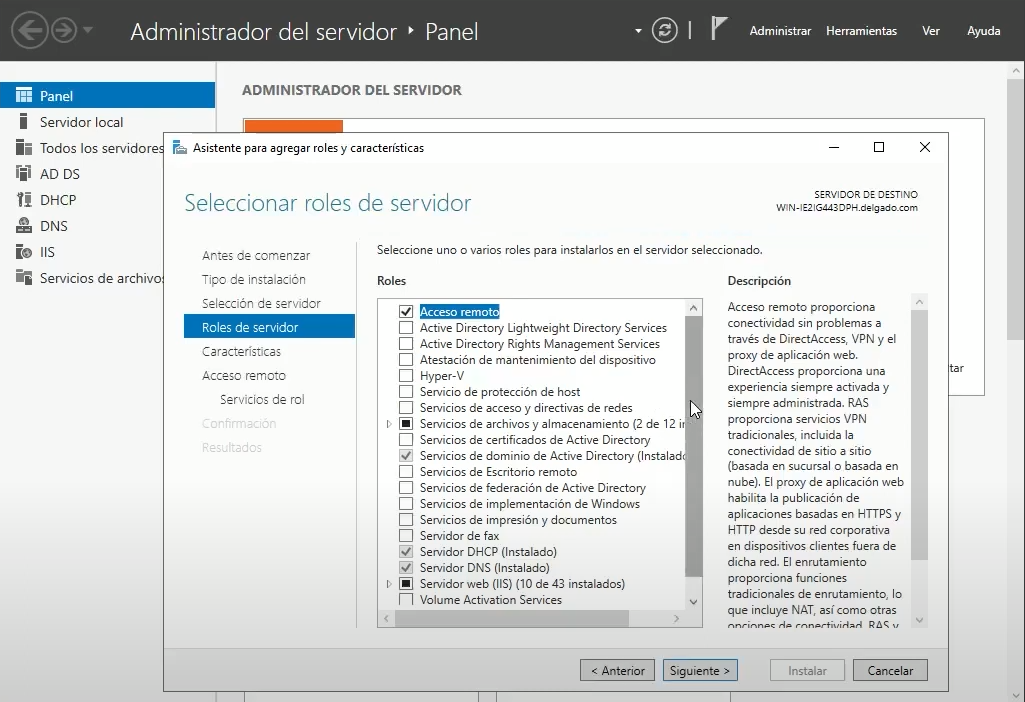 Administrador del servidor ‣ Panel
Administrar Herramientas Ver Ayuda
Panel
Servidor local
Todos los servidores
AD DS
DHCP
DNS
IIS
Servicios de archivos
ADMINISTRADOR DEL SERVIDOR
Asistente para agregar roles y características
Seleccionar roles de servidor
SERVIDOR DE DESTINO
WIN-IE2IG443DPH.delgado.com
Antes de comenzar
Tipo de instalación
Selección de servidor
Roles de servidor
Características
Acceso remoto
Servicios de rol
Confirmación
Resultados
Seleccione uno o varios roles para instalarlos en el servidor seleccionado.
Roles
Acceso remoto
Active Directory Lightweight Directory Services
Active Directory Rights Management Services
Atestación de mantenimiento del dispositivo
Hyper-V
Servicio de protección de host
Servicios de acceso y directivas de redes
Servicios de archivos y almacenamiento (2 de 12 in
Servicios de certificados de Active Directory
Servicios de dominio de Active Directory (Instalado
Servicios de Escritorio remoto
Servicios de federación de Active Directory
Servicios de implementación de Windows
Servicios de impresión y documentos
Servidor de fax
Servidor DHCP (Instalado)
Servidor DNS (Instalado)
Servidor web (IIS) (10 de 43 instalados)
Volume Activation Services
Descripción
Acceso remoto proporciona
conectividad sin problemas a
través de DirectAccess, VPN y el
proxy de aplicación web.
DirectAccess proporciona una
experiencia siempre activada y
siempre administrada. RAS
proporciona servicios VPN
tradicionales, incluida la
conectividad de sitio a sitio
(basada en sucursal o basada en
nube). El proxy de aplicación web
habilita la publicación de
aplicaciones basadas en HTTPS y
HTTP desde su red corporativa
en dispositivos clientes fuera de
dicha red. El enrutamiento
proporciona funciones
tradicionales de enrutamiento, lo
que incluye NAT, así como otras
opciones de conectividad. RAS y
tar
< Anterior
Siguiente >
Instalar
Cancelar